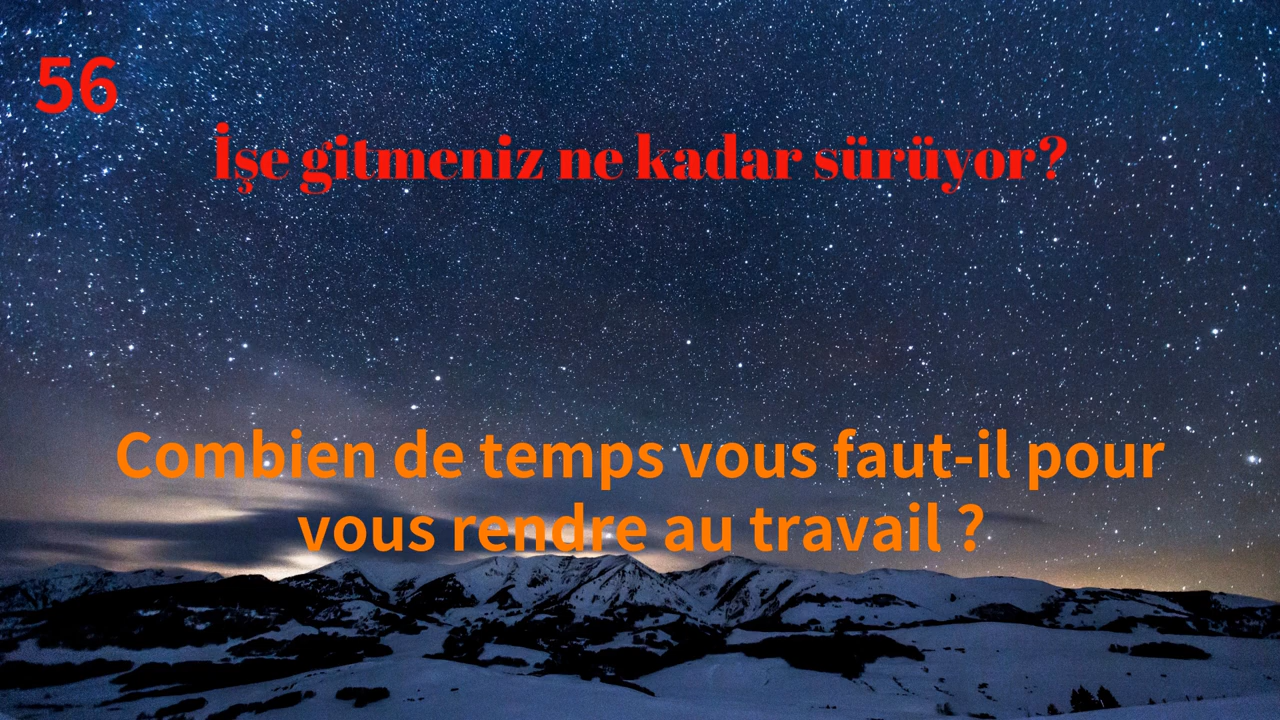 56
İşe gitmeniz ne kadar sürüyor?
Combien de temps vous faut-il pour
vous rendre au travail ?